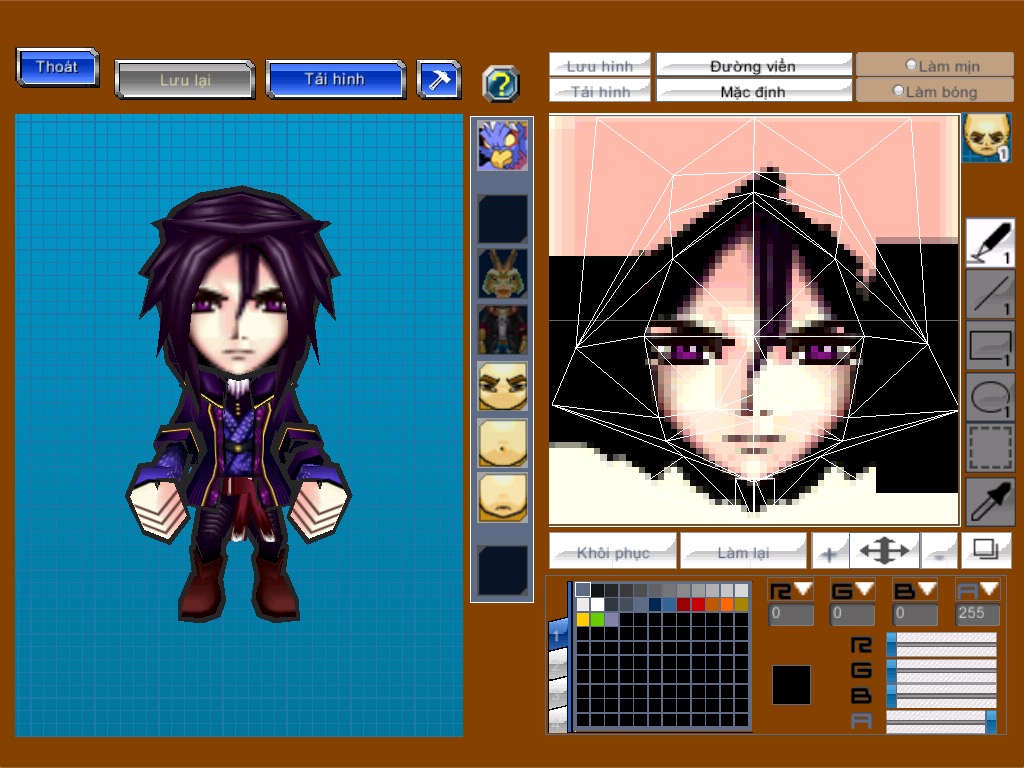 Thoát
Lưu lại
Tải hình
?
Lưu hình
Đường viền
Làm mịn
Tải hình
Mặc định
Làm bóng
1
1
1
1
1
Khôi phục
Làm lại
+
-
R G B A
0 0 0 255
1
R
G
B
A